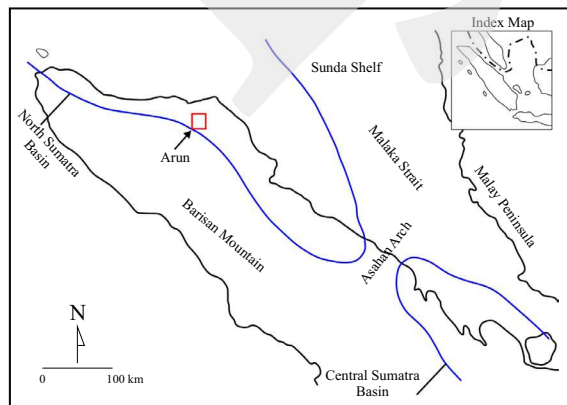 Index Map
Sunda Shelf
North Sumatra
Basin
Arun
Malaka Strait
Malay Peninsula
Barisan Mountain
Asahan Arch
N
0 100 km
Central Sumatra
Basin